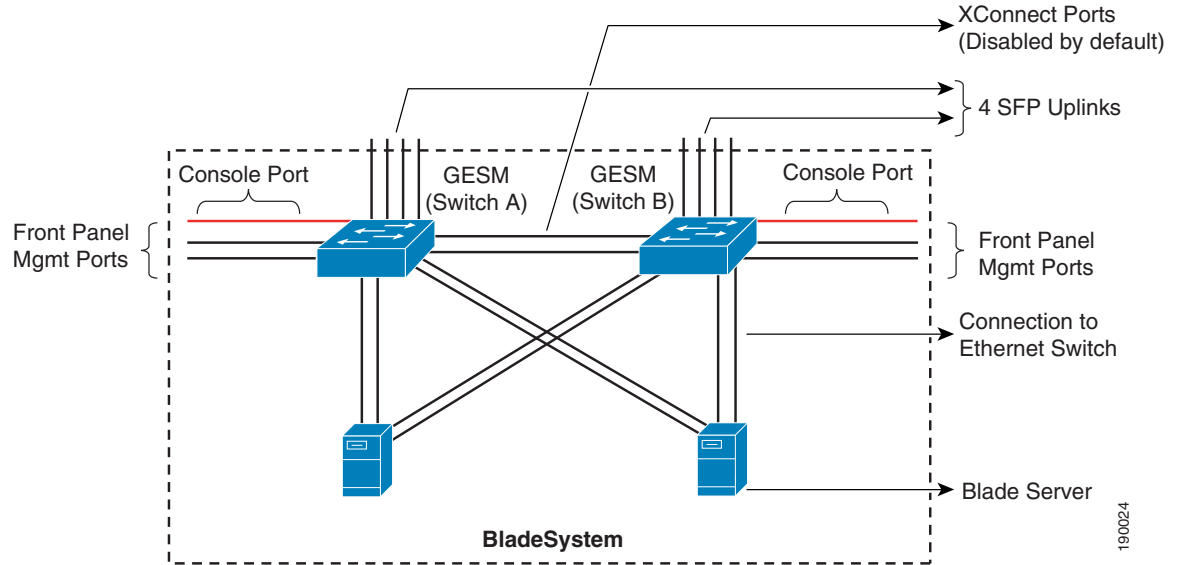 XConnect Ports
(Disabled by default)
4 SFP Uplinks
Console Port
GESM
(Switch A)
GESM
(Switch B)
Console Port
Front Panel
Mgmt Ports
Front Panel
Mgmt Ports
Connection to
Ethernet Switch
Blade Server
BladeSystem
190024